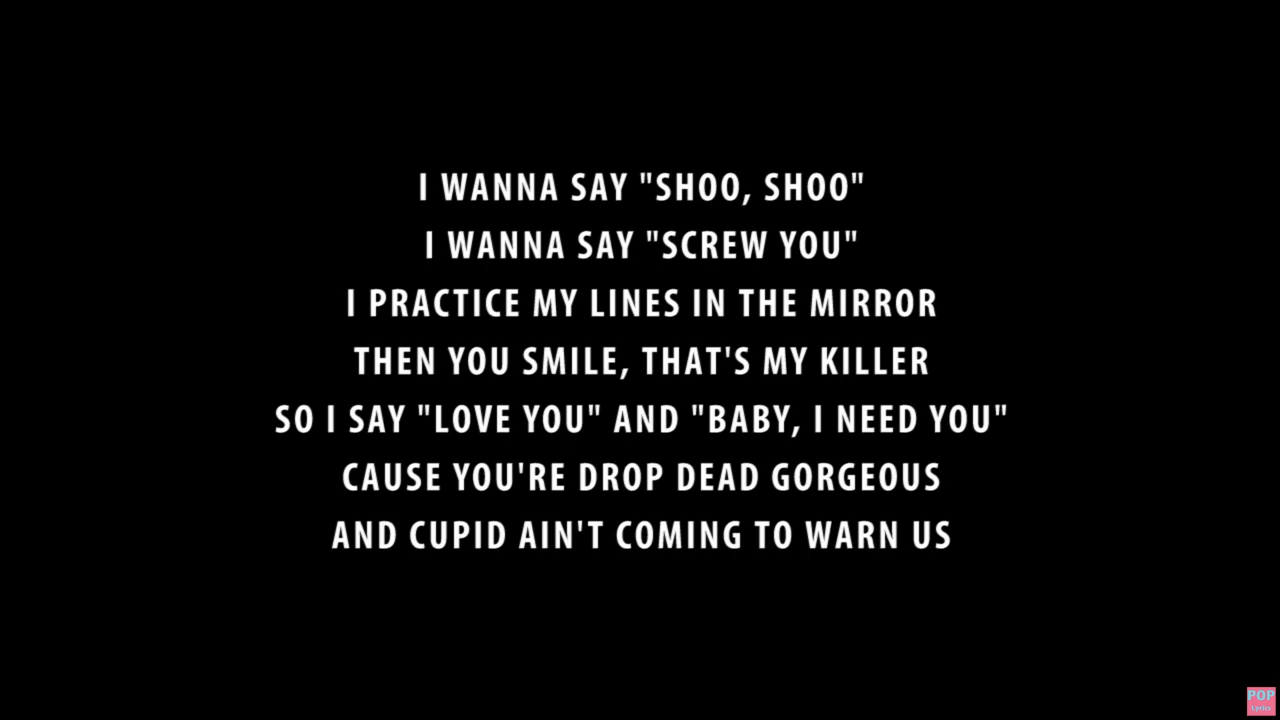 I WANNA SAY "SHOO, SHOO"
I WANNA SAY "SCREW YOU"
I PRACTICE MY LINES IN THE MIRROR
THEN YOU SMILE, THAT'S MY KILLER
SO I SAY "LOVE YOU" AND "BABY, I NEED YOU"
CAUSE YOU'RE DROP DEAD GORGEOUS
AND CUPID AIN'T COMING TO WARN US
POP
Lyrics